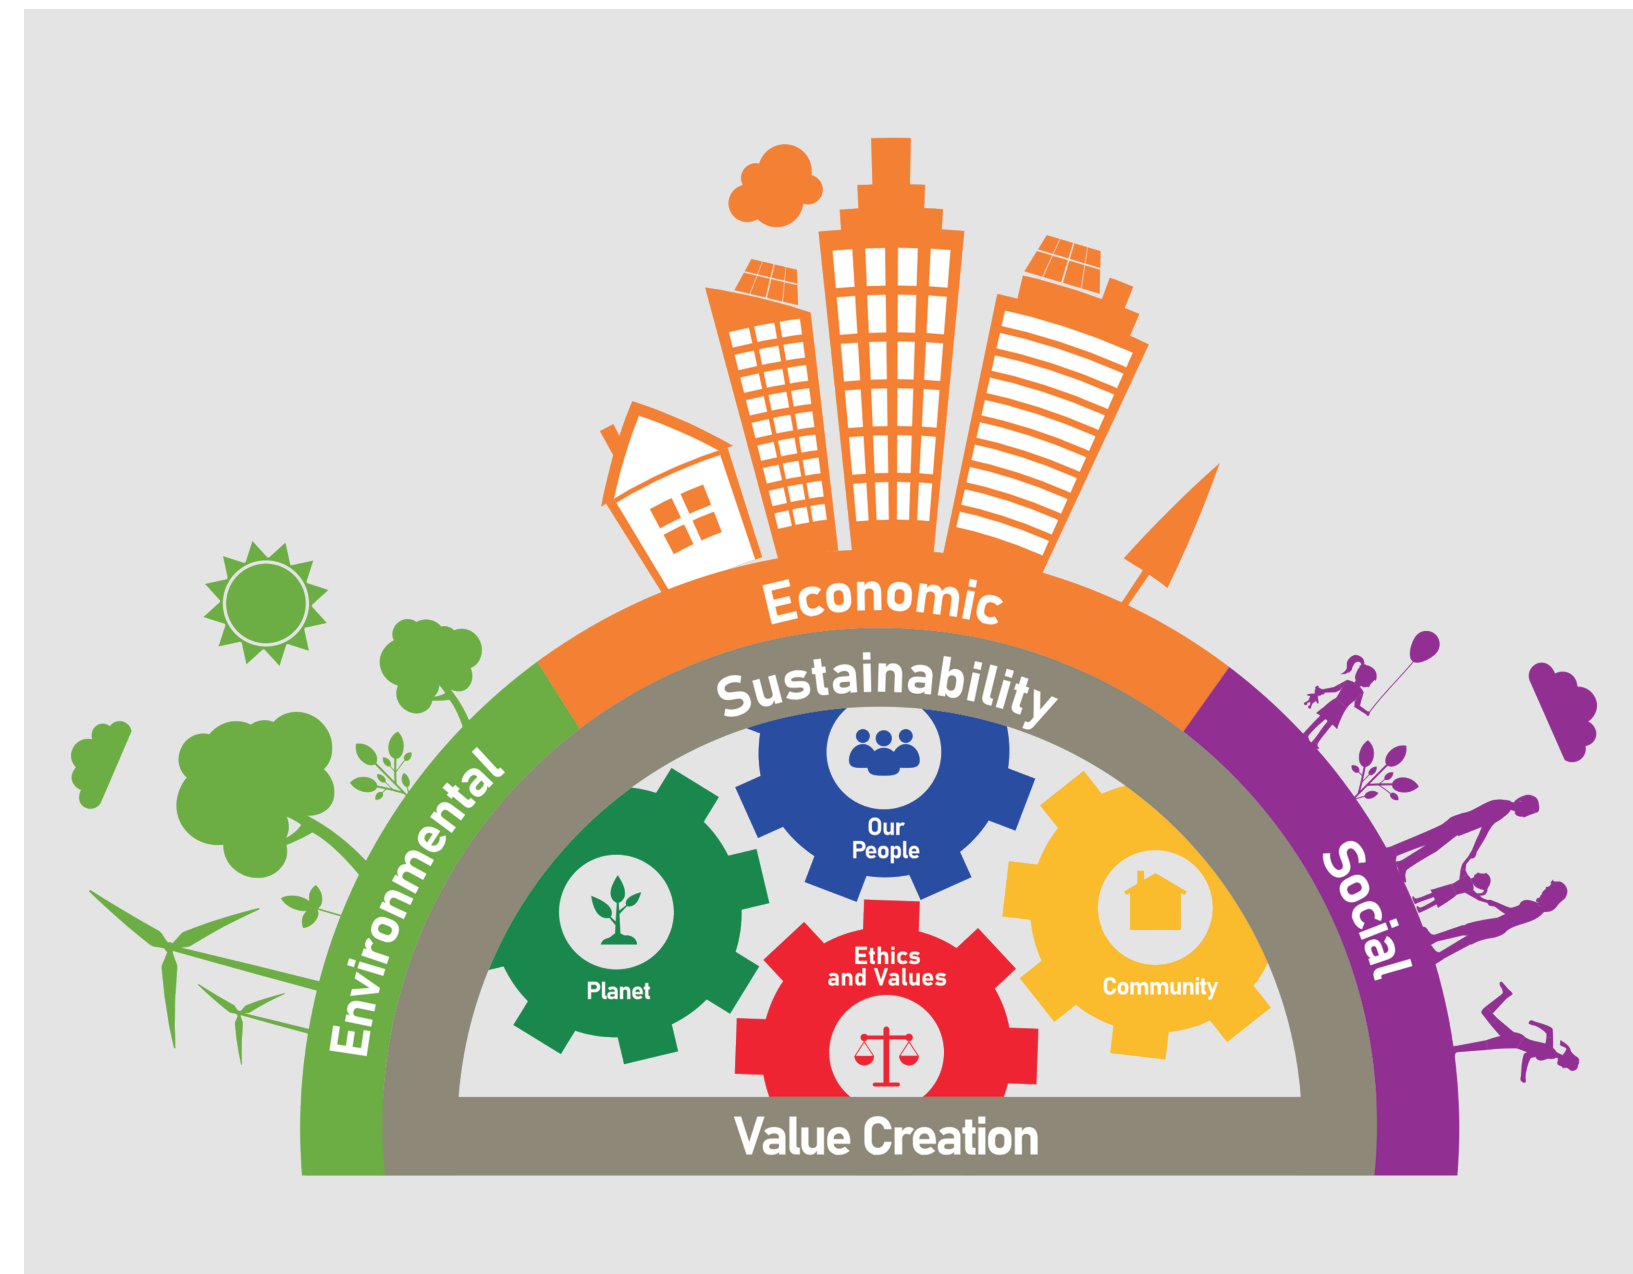 Economic
Sustainability
Environmental
Social
Our
People
Planet
Ethics
and Values
Community
Value Creation